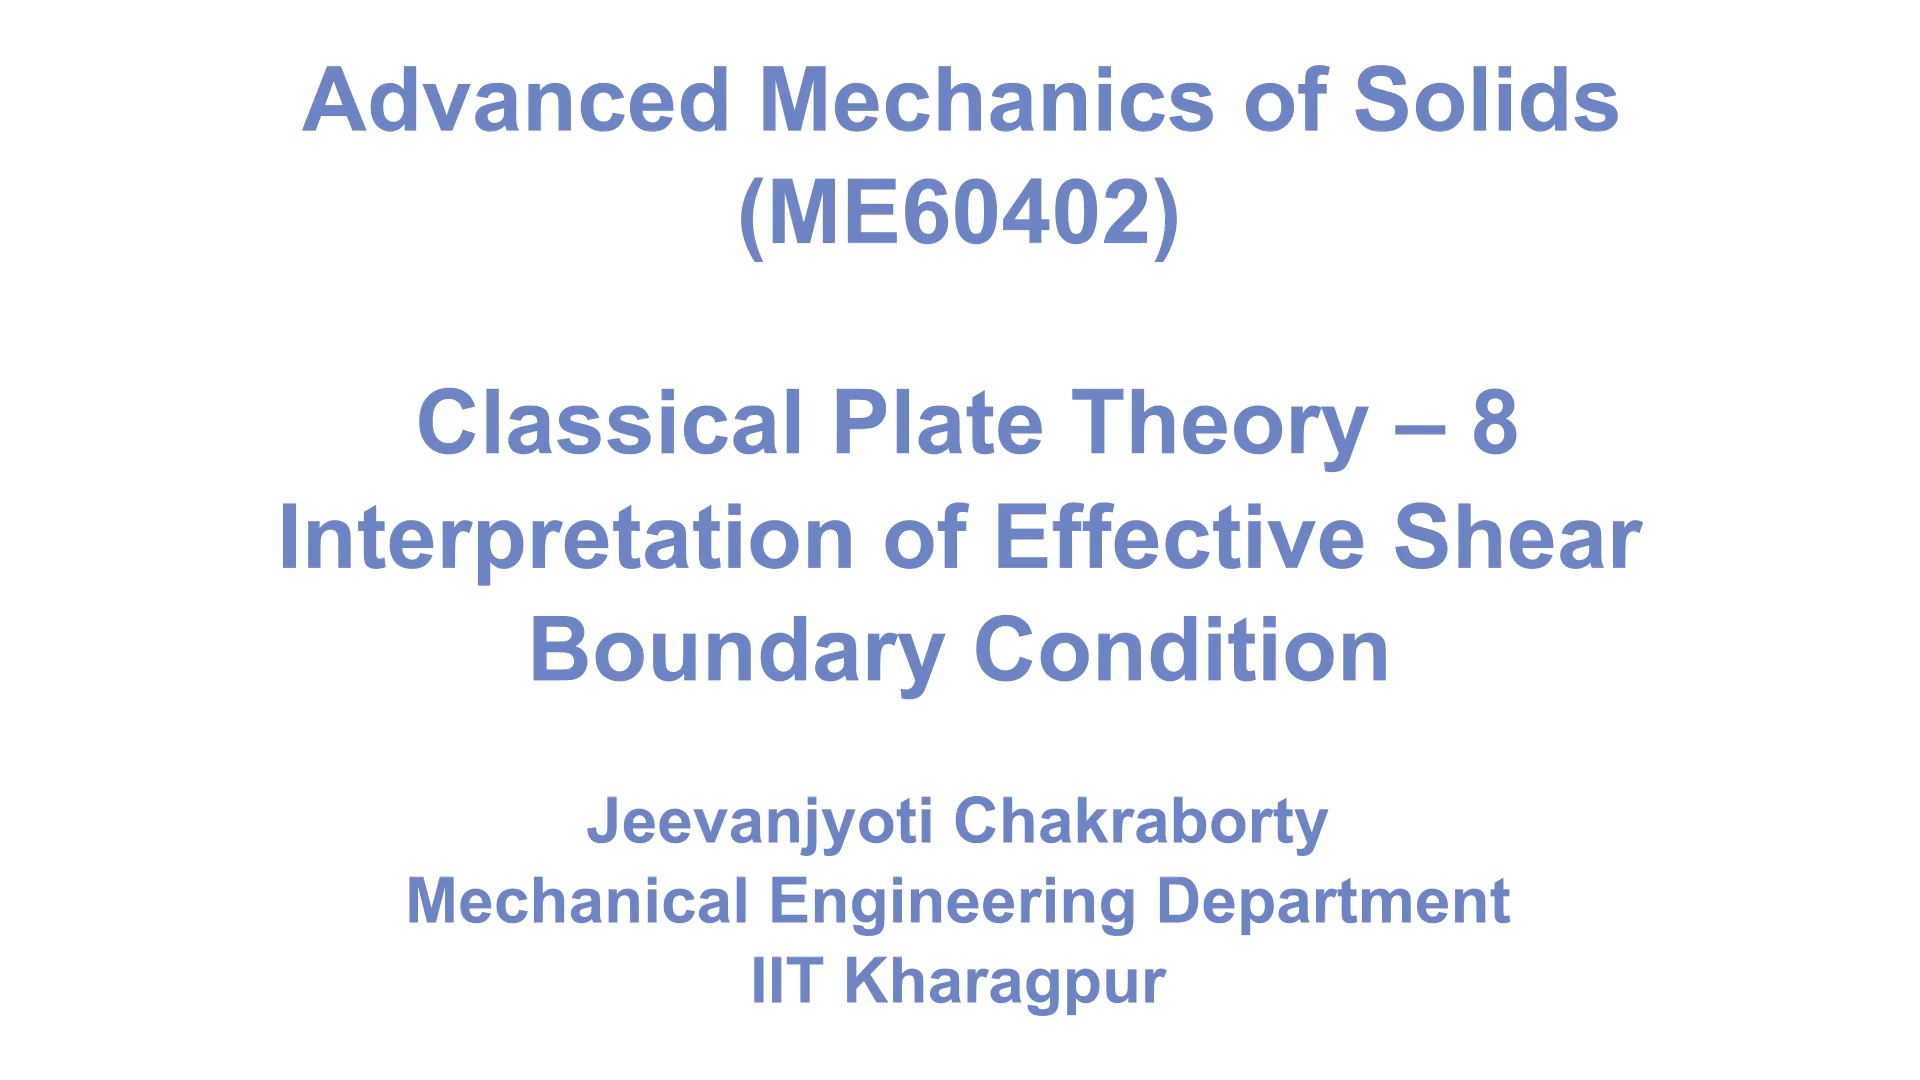 Advanced Mechanics of Solids
(ME60402)
Classical Plate Theory – 8
Interpretation of Effective Shear
Boundary Condition
Jeevanjyoti Chakraborty
Mechanical Engineering Department
IIT Kharagpur